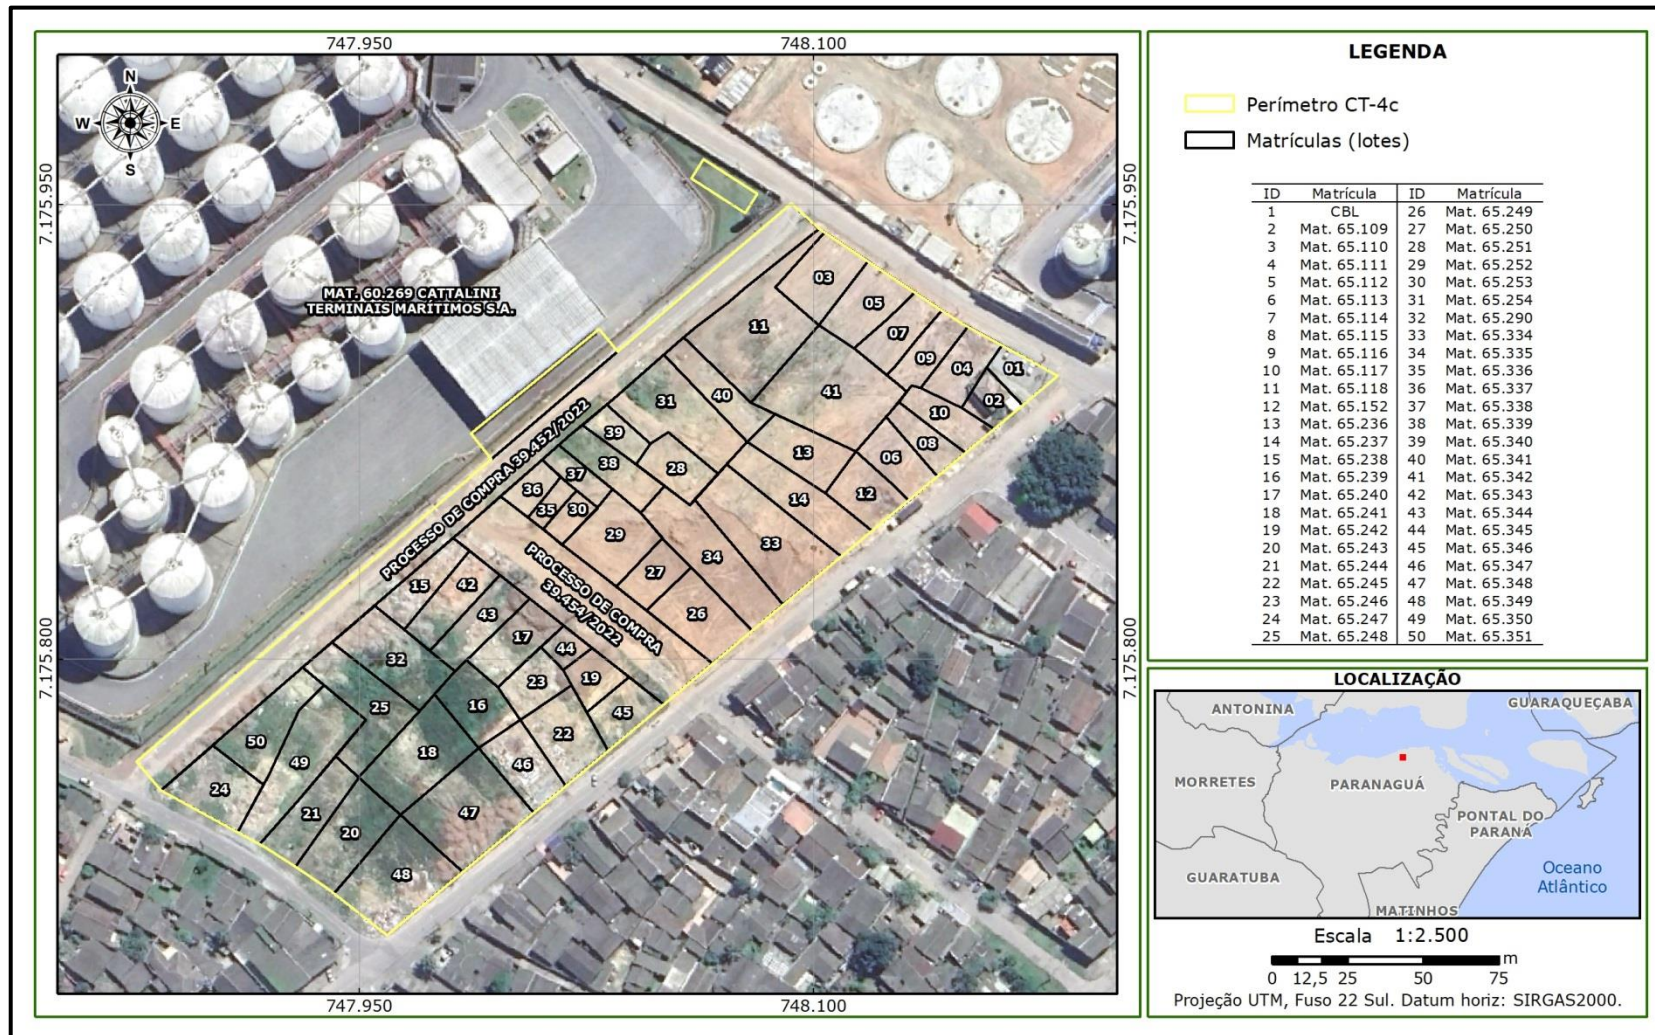 747.950
748.100
N
W
E
S
7.175.950
7.175.950
7.175.800
7.175.800
747.950
748.100
MAT. 60.269 CATTALINI
TERMINAIS MARÍTIMOS S.A.
PROCESSO DE COMPRA 39.452/2022
PROCESSO DE COMPRA
39.454/2022
03
05
11
07
09
04
01
02
41
40
31
10
08
39
13
06
38
28
37
36
14
12
35
30
29
33
34
27
26
15
42
43
17
44
32
23
19
16
45
25
22
50
18
49
46
24
21
47
20
48
LEGENDA
Perímetro CT-4c
Matrículas (lotes)
ID Matrícula ID Matrícula
1 CBL 26 Mat. 65.249
2 Mat. 65.109 27 Mat. 65.250
3 Mat. 65.110 28 Mat. 65.251
4 Mat. 65.111 29 Mat. 65.252
5 Mat. 65.112 30 Mat. 65.253
6 Mat. 65.113 31 Mat. 65.254
7 Mat. 65.114 32 Mat. 65.290
8 Mat. 65.115 33 Mat. 65.334
9 Mat. 65.116 34 Mat. 65.335
10 Mat. 65.117 35 Mat. 65.336
11 Mat. 65.118 36 Mat. 65.337
12 Mat. 65.152 37 Mat. 65.338
13 Mat. 65.236 38 Mat. 65.339
14 Mat. 65.237 39 Mat. 65.340
15 Mat. 65.238 40 Mat. 65.341
16 Mat. 65.239 41 Mat. 65.342
17 Mat. 65.240 42 Mat. 65.343
18 Mat. 65.241 43 Mat. 65.344
19 Mat. 65.242 44 Mat. 65.345
20 Mat. 65.243 45 Mat. 65.346
21 Mat. 65.244 46 Mat. 65.347
22 Mat. 65.245 47 Mat. 65.348
23 Mat. 65.246 48 Mat. 65.349
24 Mat. 65.247 49 Mat. 65.350
25 Mat. 65.248 50 Mat. 65.351
LOCALIZAÇÃO
ANTONINA
GUARAQUEÇABA
MORRETES
PARANAGUÁ
PONTAL DO
PARANÁ
GUARATUBA
Oceano
Atlântico
MATINHOS
Escala 1:2.500
0 12,5 25 50 75 m
Projeção UTM, Fuso 22 Sul. Datum horiz: SIRGAS2000.